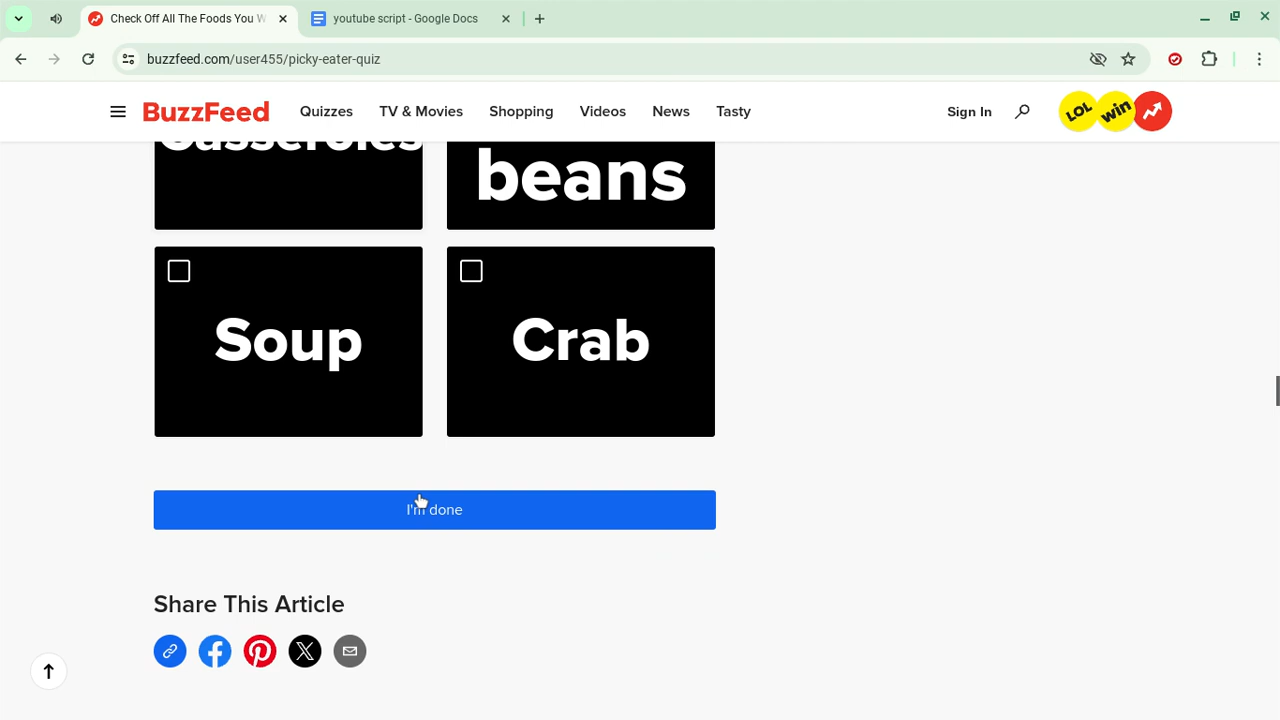 Check Off All The Foods You W
youtube script - Google Docs
buzzfeed.com/user455/picky-eater-quiz
BuzzFeed
Quizzes
TV & Movies
Shopping
Videos
News
Tasty
Sign In
LOL
win
Casseroles
beans
Soup
Crab
I'm done
Share This Article